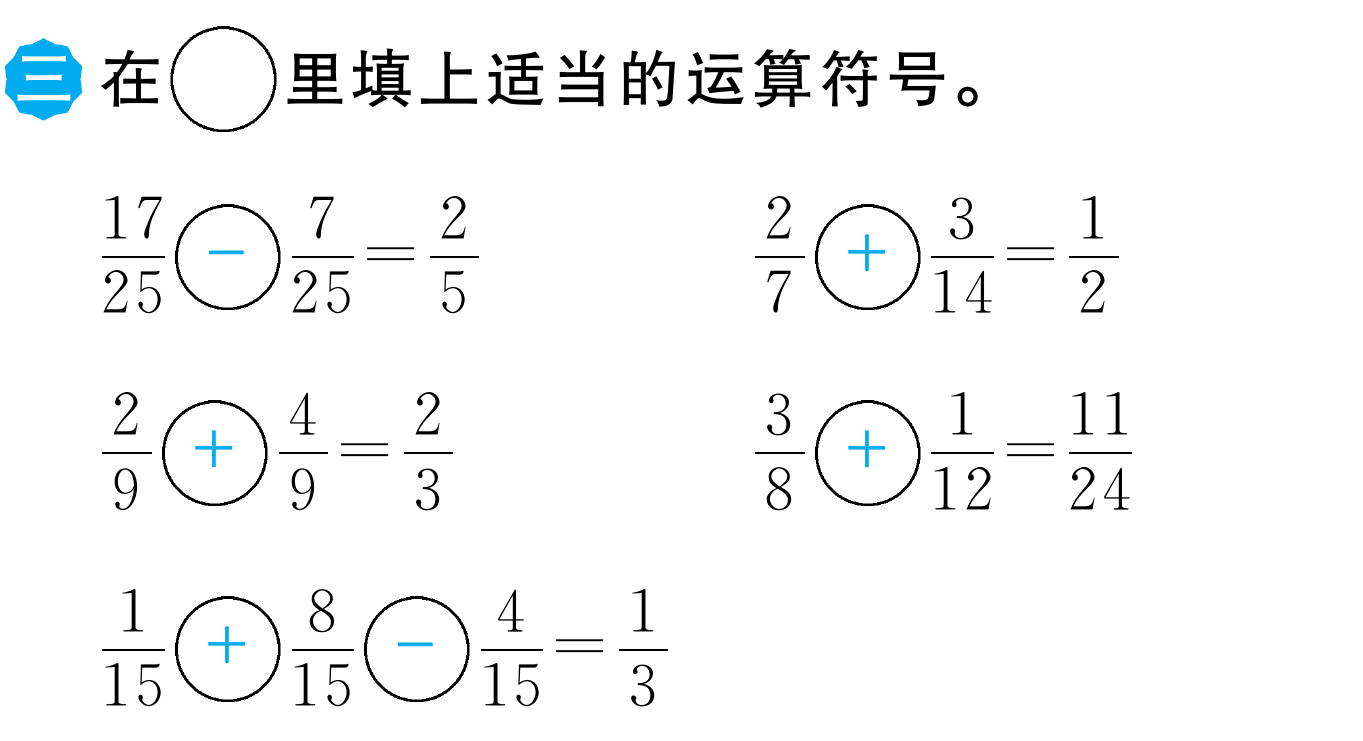 三 在○里填上适当的运算符号。
17/25 ⊖ 7/25 = 2/5 2/7 ⊕ 3/14 = 1/2
2/9 ⊕ 4/9 = 2/3 3/8 ⊕ 1/12 = 11/24
1/15 ⊕ 8/15 ⊖ 4/15 = 1/3